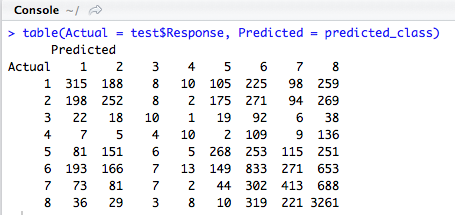 Console ~/
> table(Actual = test$Response, Predicted = predicted_class)
Predicted
Actual 1 2 3 4 5 6 7 8
1 315 188 8 10 105 225 98 259
2 198 252 8 2 175 271 94 269
3 22 18 10 1 19 92 6 38
4 7 5 4 10 2 109 9 136
5 81 151 6 5 268 253 115 251
6 193 166 7 13 149 833 271 653
7 73 81 7 2 44 302 413 688
8 36 29 3 8 10 319 221 3261